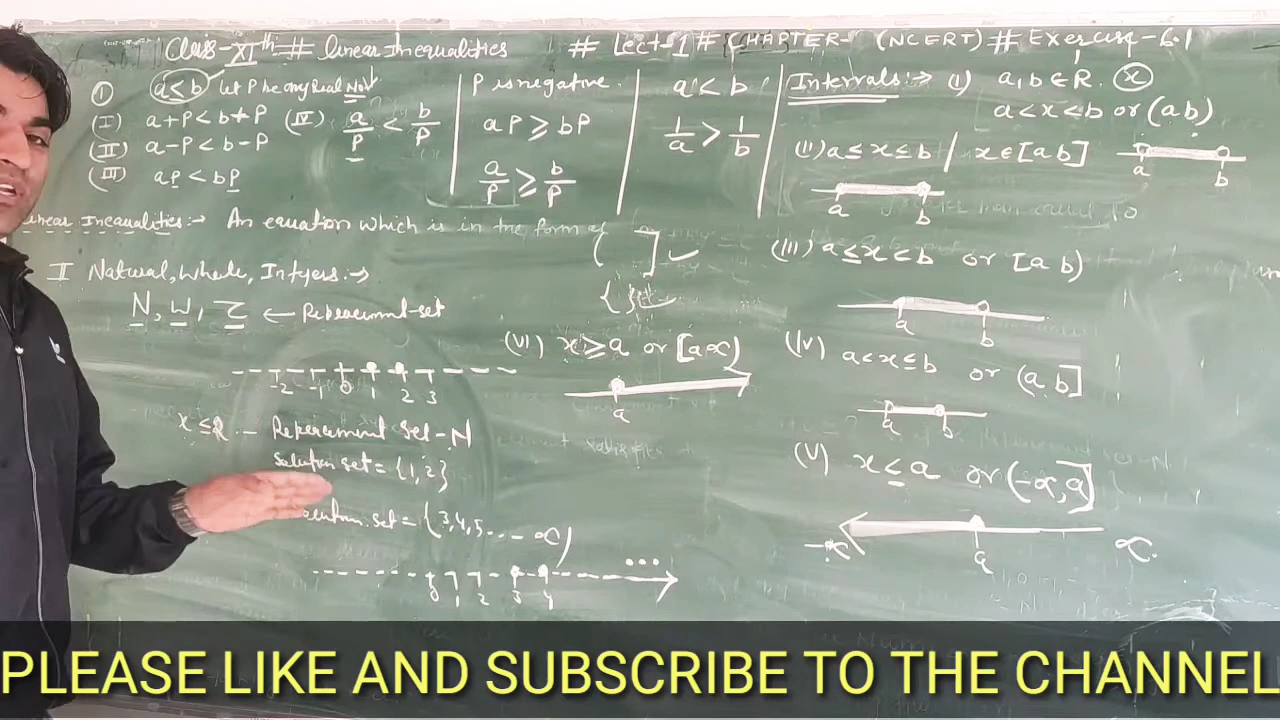 Class-XIth # linear Inequalities # Lect-1 # CHAPTER- (NCERT) # Exercise-6.1
① a≤b let P be any Real No
(I) a+P<b+P
(II) a-P<b-P
(III) aP<bP
(IV) a/P < b/P
P is negative.
aP ≥ bP
a/P ≥ b/P
a<b
1/a > 1/b
Intervals:→ (i) a,b∈R. x
a<x<b or (a b)
(ii) a≤x≤b / x∈[a b]
a b
a b
(iii) a≤x<b or [a b)
a b
(iv) a<x≤b or (a b]
a b
(v) x≤a or (-∝,a]
-∝ a ∝.
(vi) x≥a or [a ∝)
a
Linear Inequalities:→ An equation which is in the form of
( ]
{ }
II Natural, whole, Intyers:→
N, W, Z ← Repeacement-set
-2 -1 0 1 2 3
x≤2 - Repeacement set-N
Solution set = {1,2}
solution set = {3,4,5... ∝)
0 1 2 3 4 ...
PLEASE LIKE AND SUBSCRIBE TO THE CHANNEL